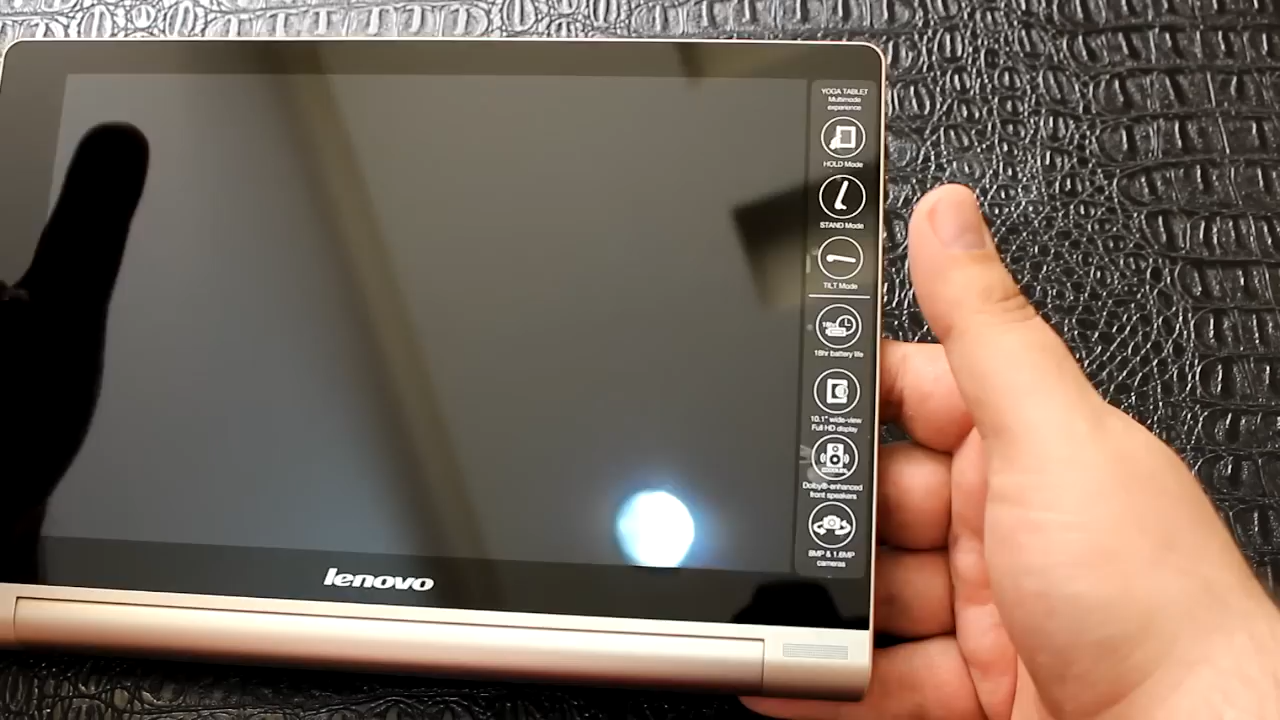 YOGA TABLET
Multimode
experience
HOLD Mode
STAND Mode
TILT Mode
18hr
18hr battery life
10.1" wide-view
Full HD display
Dolby®-enhanced
front speakers
8MP & 1.6MP
cameras
lenovo